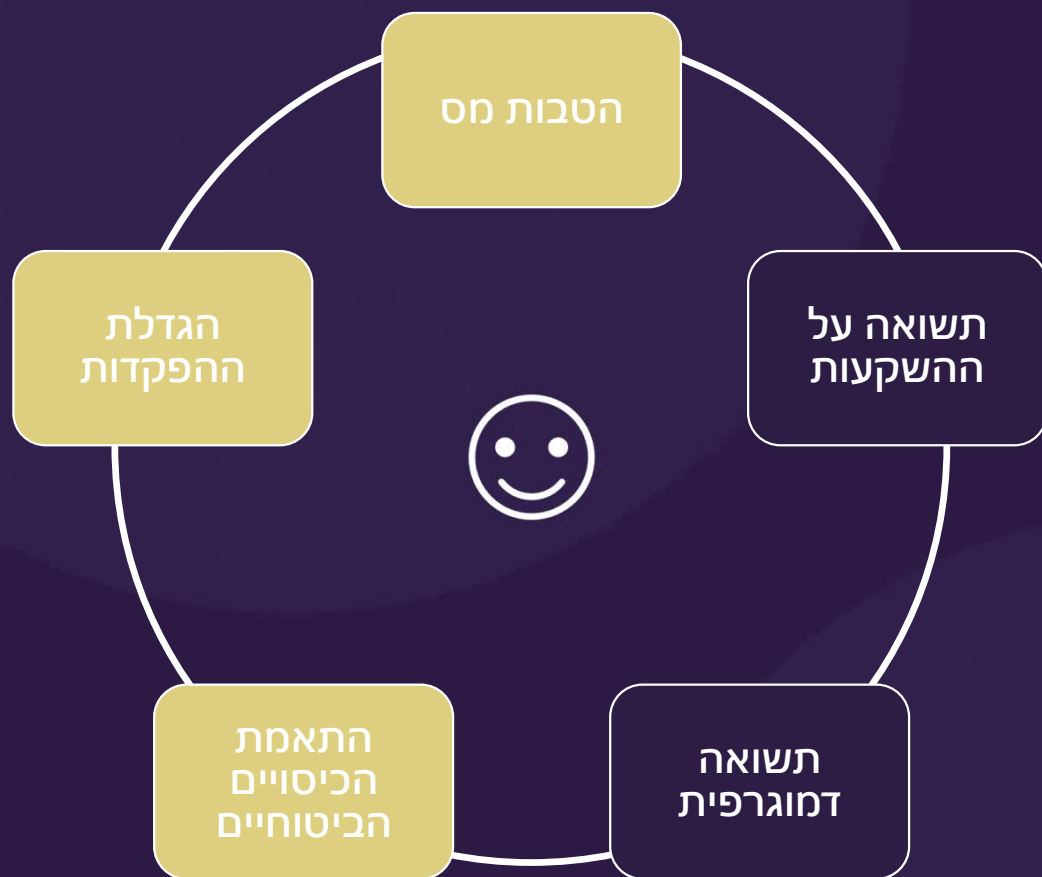 הטבות מס
תשואה על
ההשקעות
תשואה
דמוגרפית
התאמת
הכיסויים
הביטוחיים
הגדלת
ההפקדות